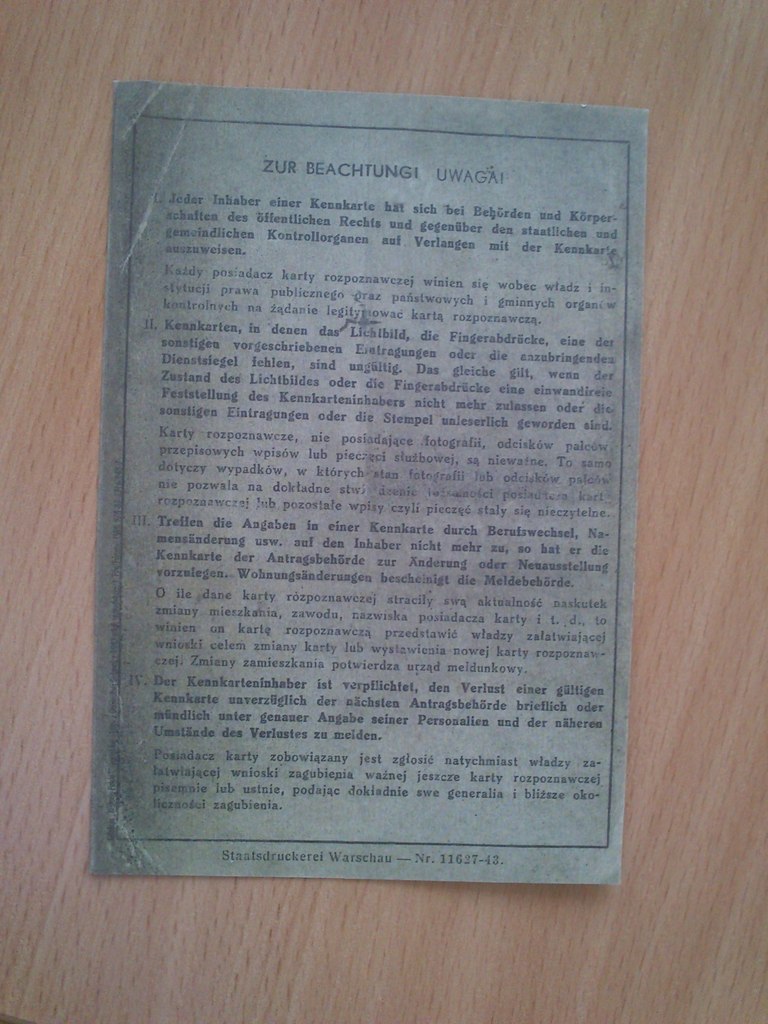 ZUR BEACHTUNG! UWAGA!
I. Jeder Inhaber einer Kennkarte hat sich bei Behörden und Körper-
schaften des öffentlichen Rechts und gegenüber den staatlichen und
gemeindlichen Kontrollorganen auf Verlangen mit der Kennkarte
auszuweisen.
Każdy posiadacz karty rozpoznawczej winien się wobec władz i in-
stytucji prawa publicznego oraz państwowych i gminnych organów
kontrolnych na żądanie legitymować kartą rozpoznawczą.
II. Kennkarten, in denen das Lichtbild, die Fingerabdrücke, eine der
sonstigen vorgeschriebenen Eintragungen oder die anzubringenden
Dienstsiegel fehlen, sind ungültig. Das gleiche gilt, wenn der
Zustand des Lichtbildes oder die Fingerabdrücke eine einwandfreie
Feststellung des Kennkarteninhabers nicht mehr zulassen oder die
sonstigen Eintragungen oder die Stempel unleserlich geworden sind.
Karty rozpoznawcze, nie posiadające fotografii, odcisków palców
przepisowych wpisów lub pieczęci służbowej, są nieważne. To samo
dotyczy wypadków, w których stan fotografii lub odcisków palców
nie pozwala na dokładne stwierdzenie tożsamości posiadacza karty
rozpoznawczej lub pozostałe wpisy czyli pieczęć stały się nieczytelne.
III. Treffen die Angaben in einer Kennkarte durch Berufswechsel, Na-
mensänderung usw. auf den Inhaber nicht mehr zu, so hat er die
Kennkarte der Antragsbehörde zur Änderung oder Neuausstellung
vorzulegen. Wohnungsänderungen bescheinigt die Meldebehörde.
O ile dane karty rozpoznawczej straciły swą aktualność naskutek
zmiany mieszkania, zawodu, nazwiska posiadacza karty i t. d., to
winien on kartę rozpoznawczą przedstawić władzy załatwiającej
wnioski celem zmiany karty lub wystawienia nowej karty rozpoznaw-
czej. Zmiany zamieszkania potwierdza urząd meldunkowy.
IV. Der Kennkarteninhaber ist verpflichtet, den Verlust einer gültigen
Kennkarte unverzüglich der nächsten Antragsbehörde brieflich oder
mündlich unter genauer Angabe seiner Personalien und der näheren
Umstände des Verlustes zu melden.
Posiadacz karty zobowiązany jest zgłosić natychmiast władzy za-
łatwiającej wnioski zagubienia ważnej jeszcze karty rozpoznawczej
pisemnie lub ustnie, podając dokładnie swe generalia i bliższe oko-
liczności zagubienia.
Staatsdruckerei Warschau — Nr. 11627-43.